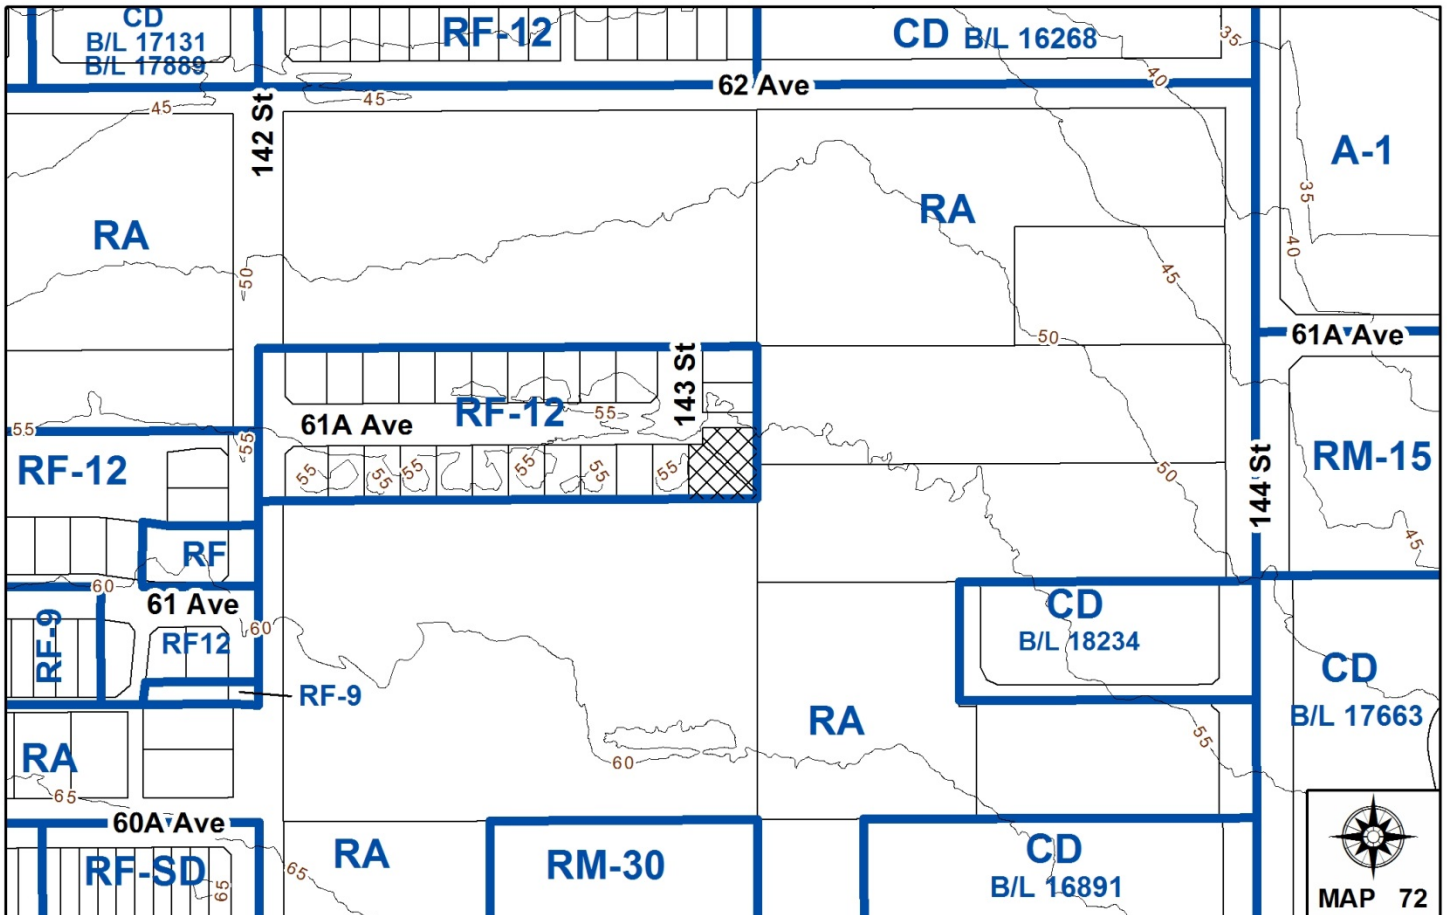 CD
B/L 17131
B/L 17889
RF-12
CD B/L 16268
35
40
62 Ave
45
45
142 St
A-1
35
RA
RA
40
50
45
50
61A Ave
143 St
55
RF-12
61A Ave
55
55
RF-12
RM-15
55
55
55
55
55
55
50
144 St
45
RF
60
61 Ave
RF-9
RF12
60
CD
B/L 18234
CD
B/L 17663
RF-9
RA
RA
55
60
65
60A Ave
RF-SD
65
65
RA
RM-30
CD
B/L 16891
MAP 72